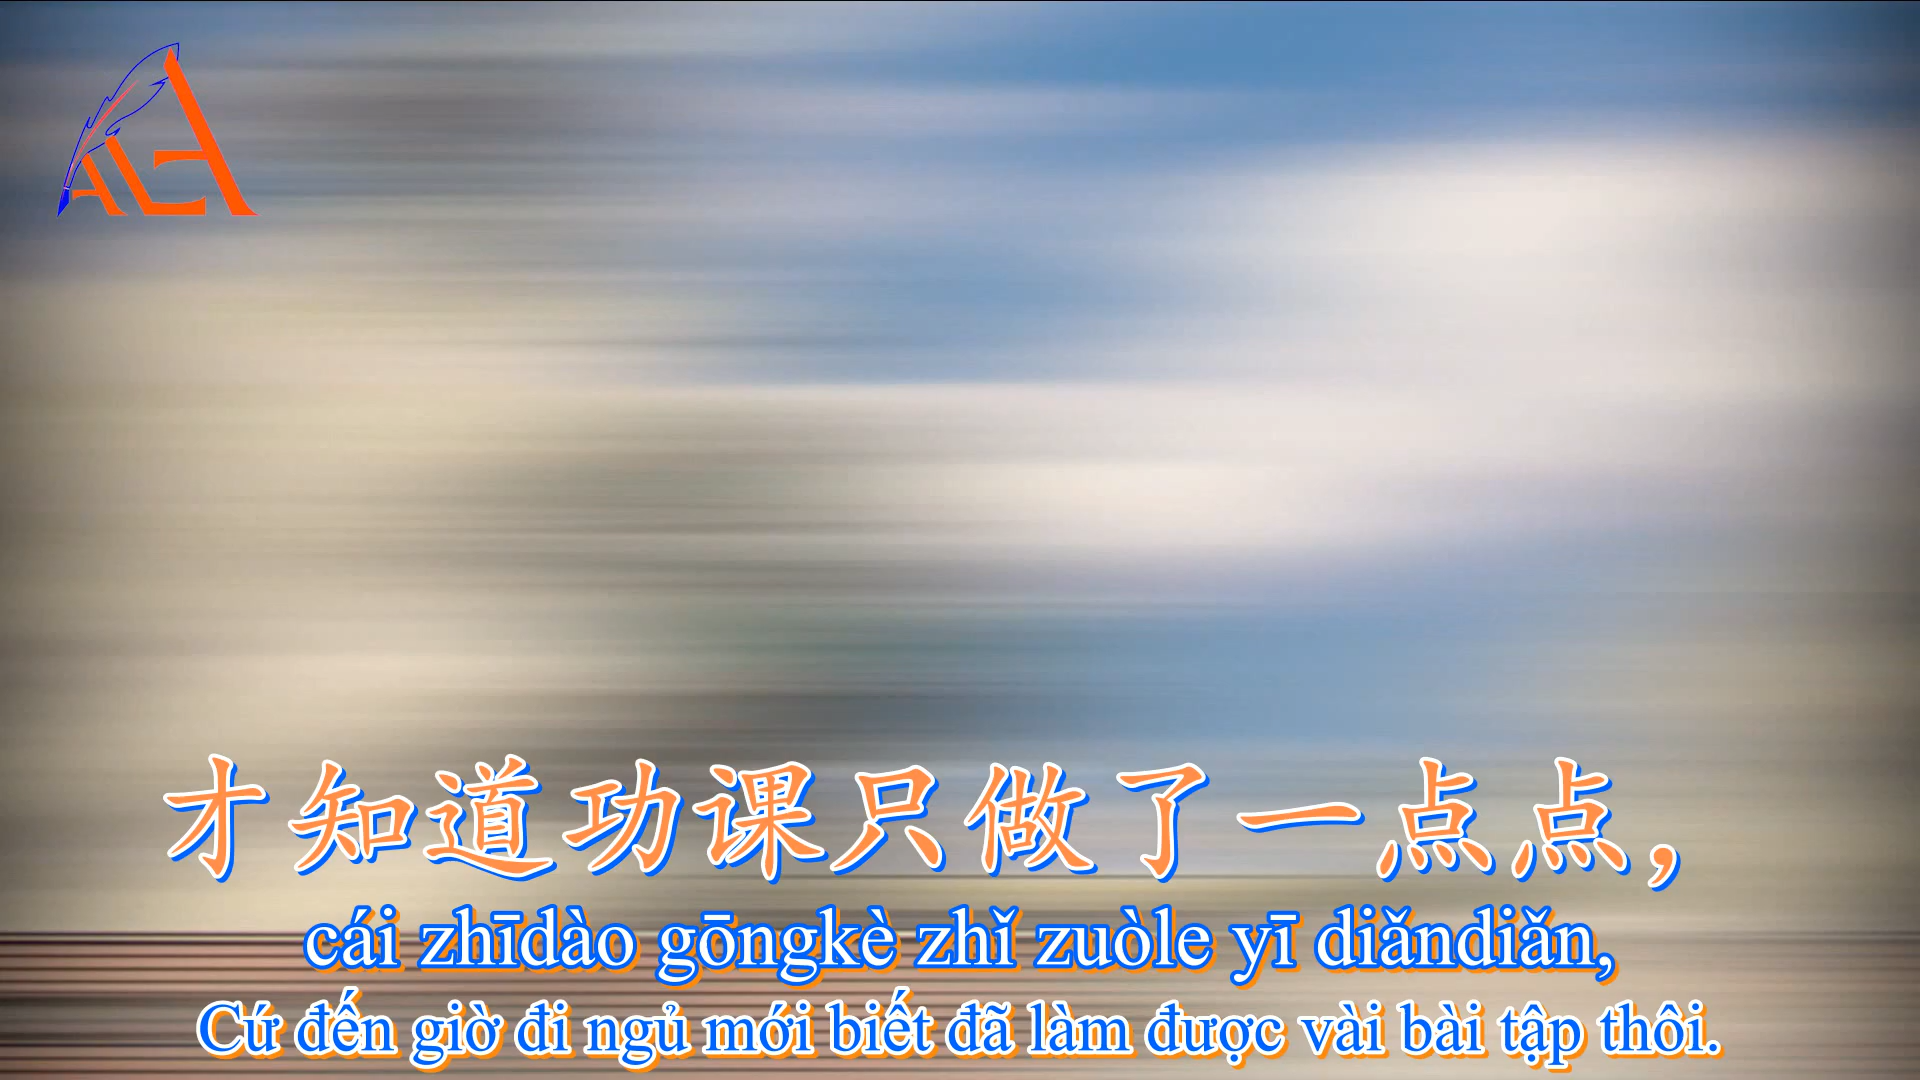 才知道功课只做了一点点，
cái zhīdào gōngkè zhǐ zuòle yī diǎndiǎn,
Cứ đến giờ đi ngủ mới biết đã làm được vài bài tập thôi.